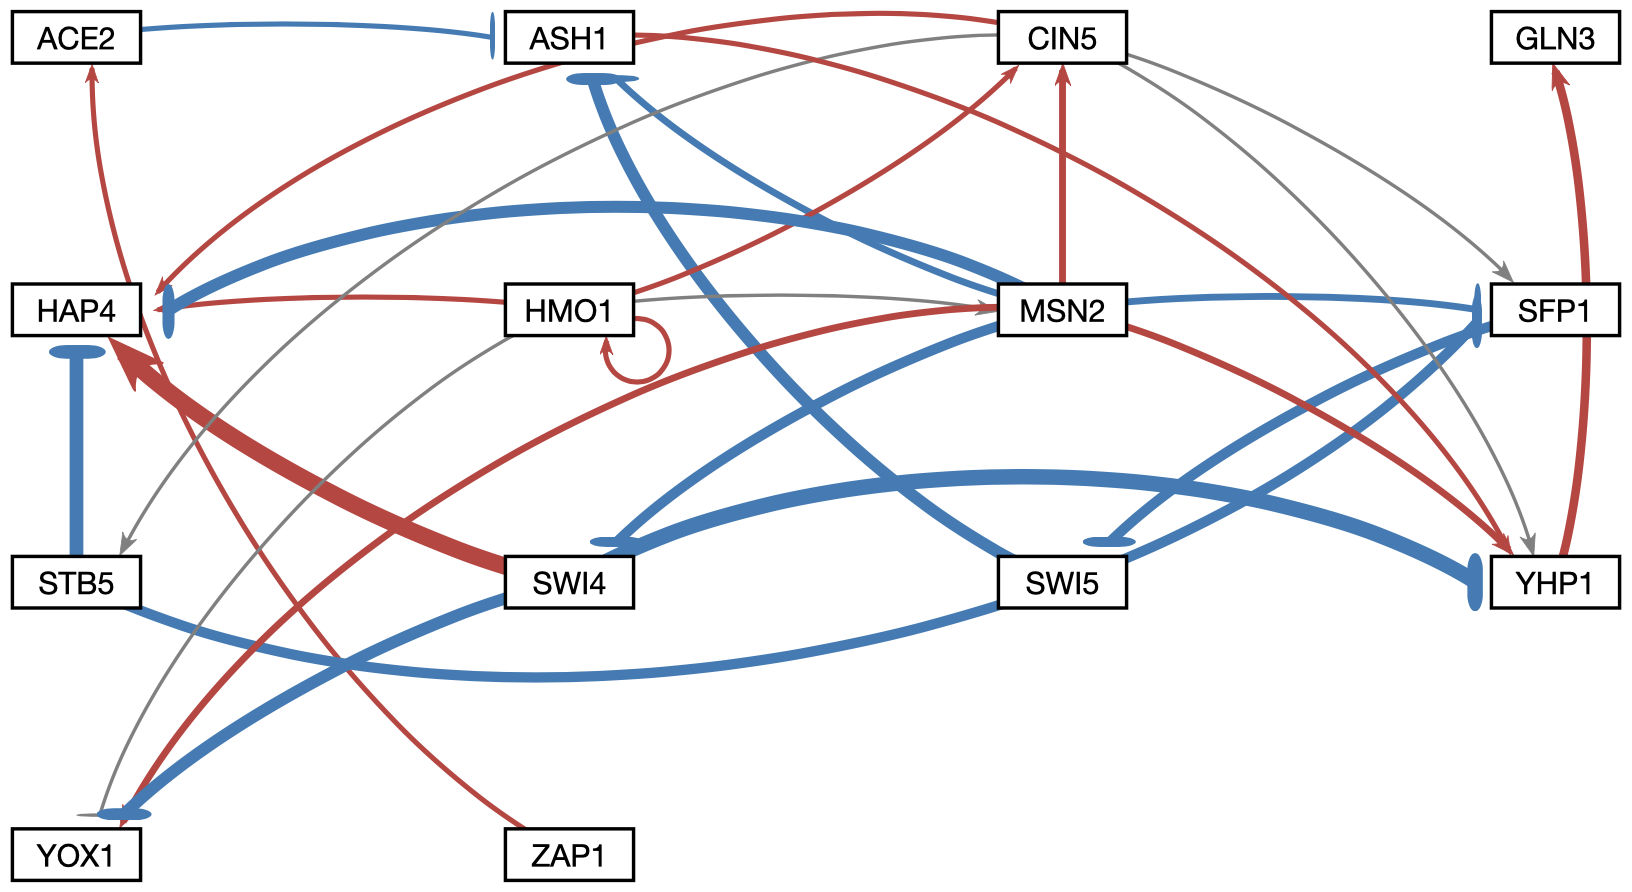 ACE2
ASH1
CIN5
GLN3
HAP4
HMO1
MSN2
SFP1
STB5
SWI4
SWI5
YHP1
YOX1
ZAP1